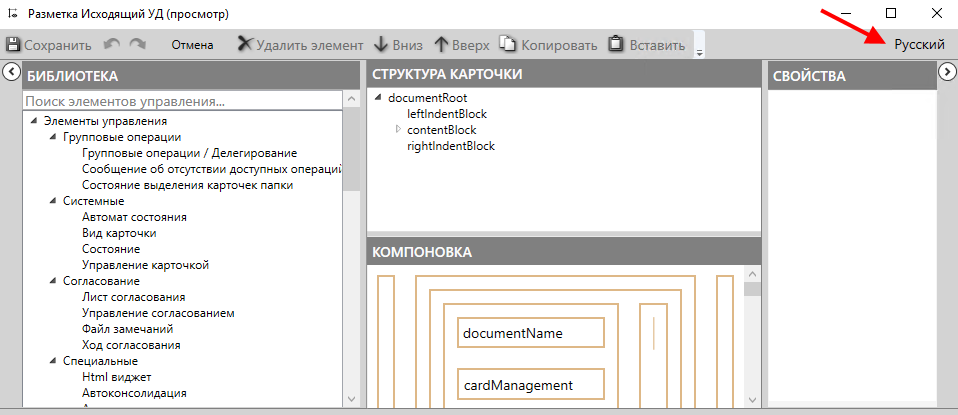 Разметка Исходящий УД (просмотр)
Сохранить Отмена Удалить элемент Вниз Вверх Копировать Вставить Русский
БИБЛИОТЕКА
Поиск элементов управления...
Элементы управления
Групповые операции
Групповые операции / Делегирование
Сообщение об отсутствии доступных операций
Состояние выделения карточек папки
Системные
Автомат состояния
Вид карточки
Состояние
Управление карточкой
Согласование
Лист согласования
Управление согласованием
Файл замечаний
Ход согласования
Специальные
Html виджет
Автоконсолидация
СТРУКТУРА КАРТОЧКИ
documentRoot
leftIndentBlock
contentBlock
rightIndentBlock
КОМПОНОВКА
documentName
cardManagement
СВОЙСТВА